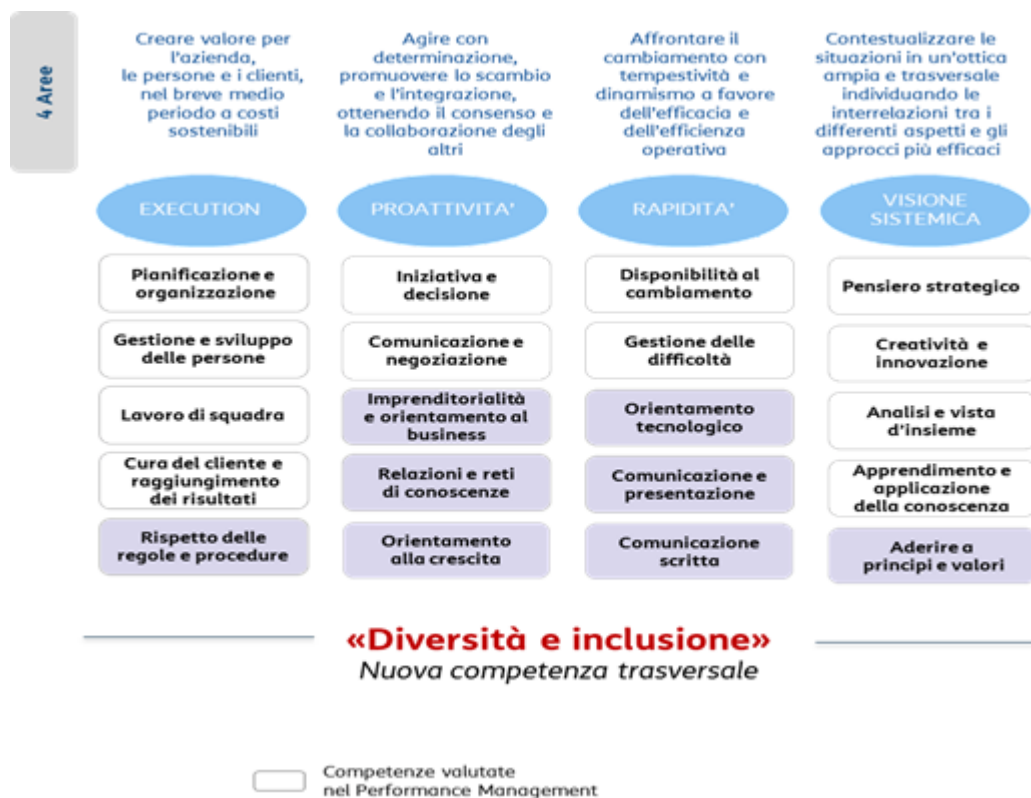 4 Aree
Creare valore per
l'azienda,
le persone e i clienti,
nel breve medio
periodo a costi
sostenibili
Agire con
determinazione,
promuovere lo scambio
e l'integrazione,
ottenendo il consenso e
la collaborazione degli
altri
Affrontare il
cambiamento con
tempestività e
dinamismo a favore
dell'efficacia e
dell'efficienza
operativa
Contestualizzare le
situazioni in un'ottica
ampia e trasversale
individuando le
interrelazioni tra i
differenti aspetti e gli
approcci più efficaci
EXECUTION
PROATTIVITA'
RAPIDITA'
VISIONE
SISTEMICA
Pianificazione e
organizzazione
Iniziativa e
decisione
Disponibilità al
cambiamento
Pensiero strategico
Gestione e sviluppo
delle persone
Comunicazione e
negoziazione
Gestione delle
difficoltà
Creatività e
innovazione
Lavoro di squadra
Imprenditorialità
e orientamento al
business
Orientamento
tecnologico
Analisi e vista
d'insieme
Cura del cliente e
raggiungimento
dei risultati
Relazioni e reti
di conoscenze
Comunicazione e
presentazione
Apprendimento e
applicazione
della conoscenza
Rispetto delle
regole e procedure
Orientamento
alla crescita
Comunicazione
scritta
Aderire a
principi e valori
«Diversità e inclusione»
Nuova competenza trasversale
Competenze valutate
nel Performance Management